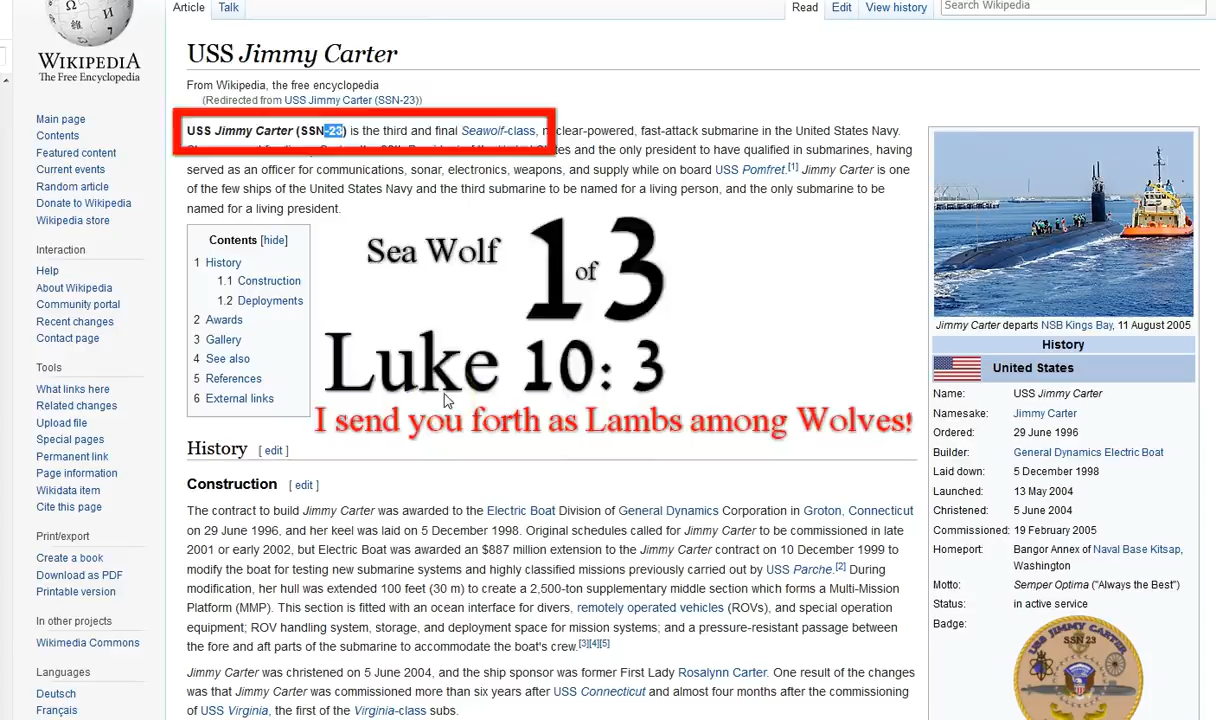 Article Talk Read Edit View history Search Wikipedia
WIKIPEDIA
The Free Encyclopedia
Main page
Contents
Featured content
Current events
Random article
Donate to Wikipedia
Wikipedia store
Interaction
Help
About Wikipedia
Community portal
Recent changes
Contact page
Tools
What links here
Related changes
Upload file
Special pages
Permanent link
Page information
Wikidata item
Cite this page
Print/export
Create a book
Download as PDF
Printable version
In other projects
Wikimedia Commons
Languages
Deutsch
Français
USS Jimmy Carter
From Wikipedia, the free encyclopedia
(Redirected from USS Jimmy Carter (SSN-23))
USS Jimmy Carter (SSN-23) is the third and final Seawolf-class, nuclear-powered, fast-attack submarine in the United States Navy.
and the only president to have qualified in submarines, having
served as an officer for communications, sonar, electronics, weapons, and supply while on board USS Pomfret.[1] Jimmy Carter is one
of the few ships of the United States Navy and the third submarine to be named for a living person, and the only submarine to be
named for a living president.
Contents [hide]
1 History
1.1 Construction
1.2 Deployments
2 Awards
3 Gallery
4 See also
5 References
6 External links
Sea Wolf 1 of 3
Luke 10: 3
I send you forth as Lambs among Wolves!
History [ edit ]
Construction [ edit ]
The contract to build Jimmy Carter was awarded to the Electric Boat Division of General Dynamics Corporation in Groton, Connecticut
on 29 June 1996, and her keel was laid on 5 December 1998. Original schedules called for Jimmy Carter to be commissioned in late
2001 or early 2002, but Electric Boat was awarded an $887 million extension to the Jimmy Carter contract on 10 December 1999 to
modify the boat for testing new submarine systems and highly classified missions previously carried out by USS Parche.[2] During
modification, her hull was extended 100 feet (30 m) to create a 2,500-ton supplementary middle section which forms a Multi-Mission
Platform (MMP). This section is fitted with an ocean interface for divers, remotely operated vehicles (ROVs), and special operation
equipment; ROV handling system, storage, and deployment space for mission systems; and a pressure-resistant passage between
the fore and aft parts of the submarine to accommodate the boat's crew.[3][4][5]
Jimmy Carter was christened on 5 June 2004, and the ship sponsor was former First Lady Rosalynn Carter. One result of the changes
was that Jimmy Carter was commissioned more than six years after USS Connecticut and almost four months after the commissioning
of USS Virginia, the first of the Virginia-class subs.
Jimmy Carter departs NSB Kings Bay, 11 August 2005
History
United States
Name: USS Jimmy Carter
Namesake: Jimmy Carter
Ordered: 29 June 1996
Builder: General Dynamics Electric Boat
Laid down: 5 December 1998
Launched: 13 May 2004
Christened: 5 June 2004
Commissioned: 19 February 2005
Homeport: Bangor Annex of Naval Base Kitsap,
Washington
Motto: Semper Optima ("Always the Best")
Status: in active service
Badge:
USS JIMMY CARTER
SSN 23